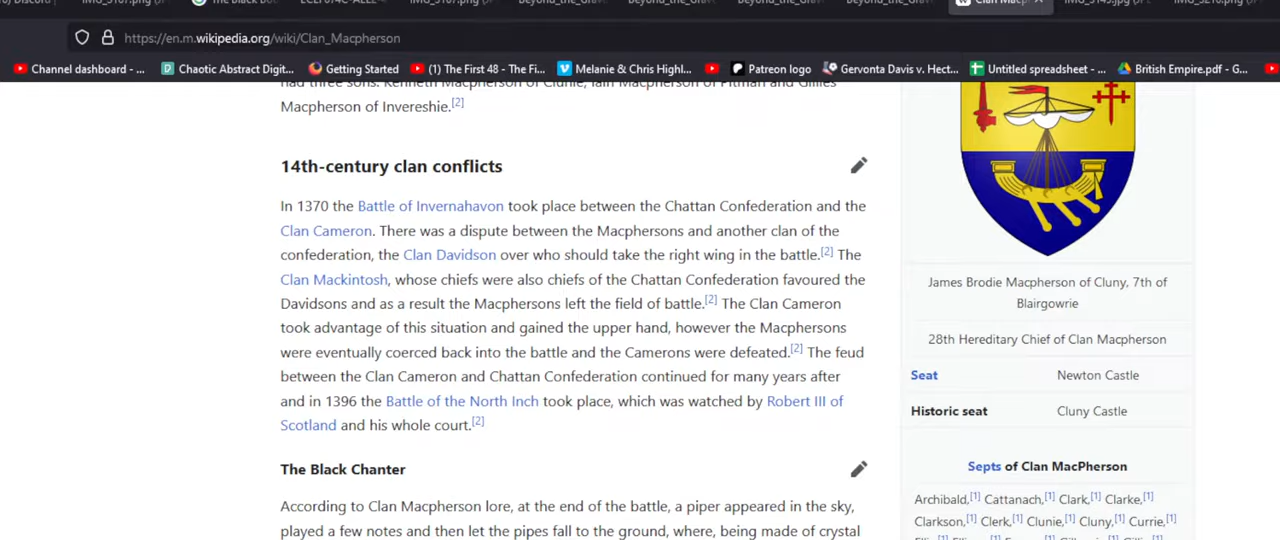 The Black Bo
Clan Macp
https://en.m.wikipedia.org/wiki/Clan_Macpherson
Channel dashboard - ...
Chaotic Abstract Digit...
Getting Started
(1) The First 48 - The Fi...
Melanie & Chris Highl...
Patreon logo
Gervonta Davis v. Hect...
Untitled spreadsheet - ...
British Empire.pdf - G...
had three sons: Kenneth Macpherson of Clunie, Iain Macpherson of Pitman and Gillies
Macpherson of Invereshie.[2]
14th-century clan conflicts
In 1370 the Battle of Invernahavon took place between the Chattan Confederation and the
Clan Cameron. There was a dispute between the Macphersons and another clan of the
confederation, the Clan Davidson over who should take the right wing in the battle.[2] The
Clan Mackintosh, whose chiefs were also chiefs of the Chattan Confederation favoured the
Davidsons and as a result the Macphersons left the field of battle.[2] The Clan Cameron
took advantage of this situation and gained the upper hand, however the Macphersons
were eventually coerced back into the battle and the Camerons were defeated.[2] The feud
between the Clan Cameron and Chattan Confederation continued for many years after
and in 1396 the Battle of the North Inch took place, which was watched by Robert III of
Scotland and his whole court.[2]
The Black Chanter
According to Clan Macpherson lore, at the end of the battle, a piper appeared in the sky,
played a few notes and then let the pipes fall to the ground, where, being made of crystal
James Brodie Macpherson of Cluny, 7th of
Blairgowrie
28th Hereditary Chief of Clan Macpherson
Seat Newton Castle
Historic seat Cluny Castle
Septs of Clan MacPherson
Archibald,[1] Cattanach,[1] Clark,[1] Clarke,[1]
Clarkson,[1] Clerk,[1] Clunie,[1] Cluny,[1] Currie,[1]